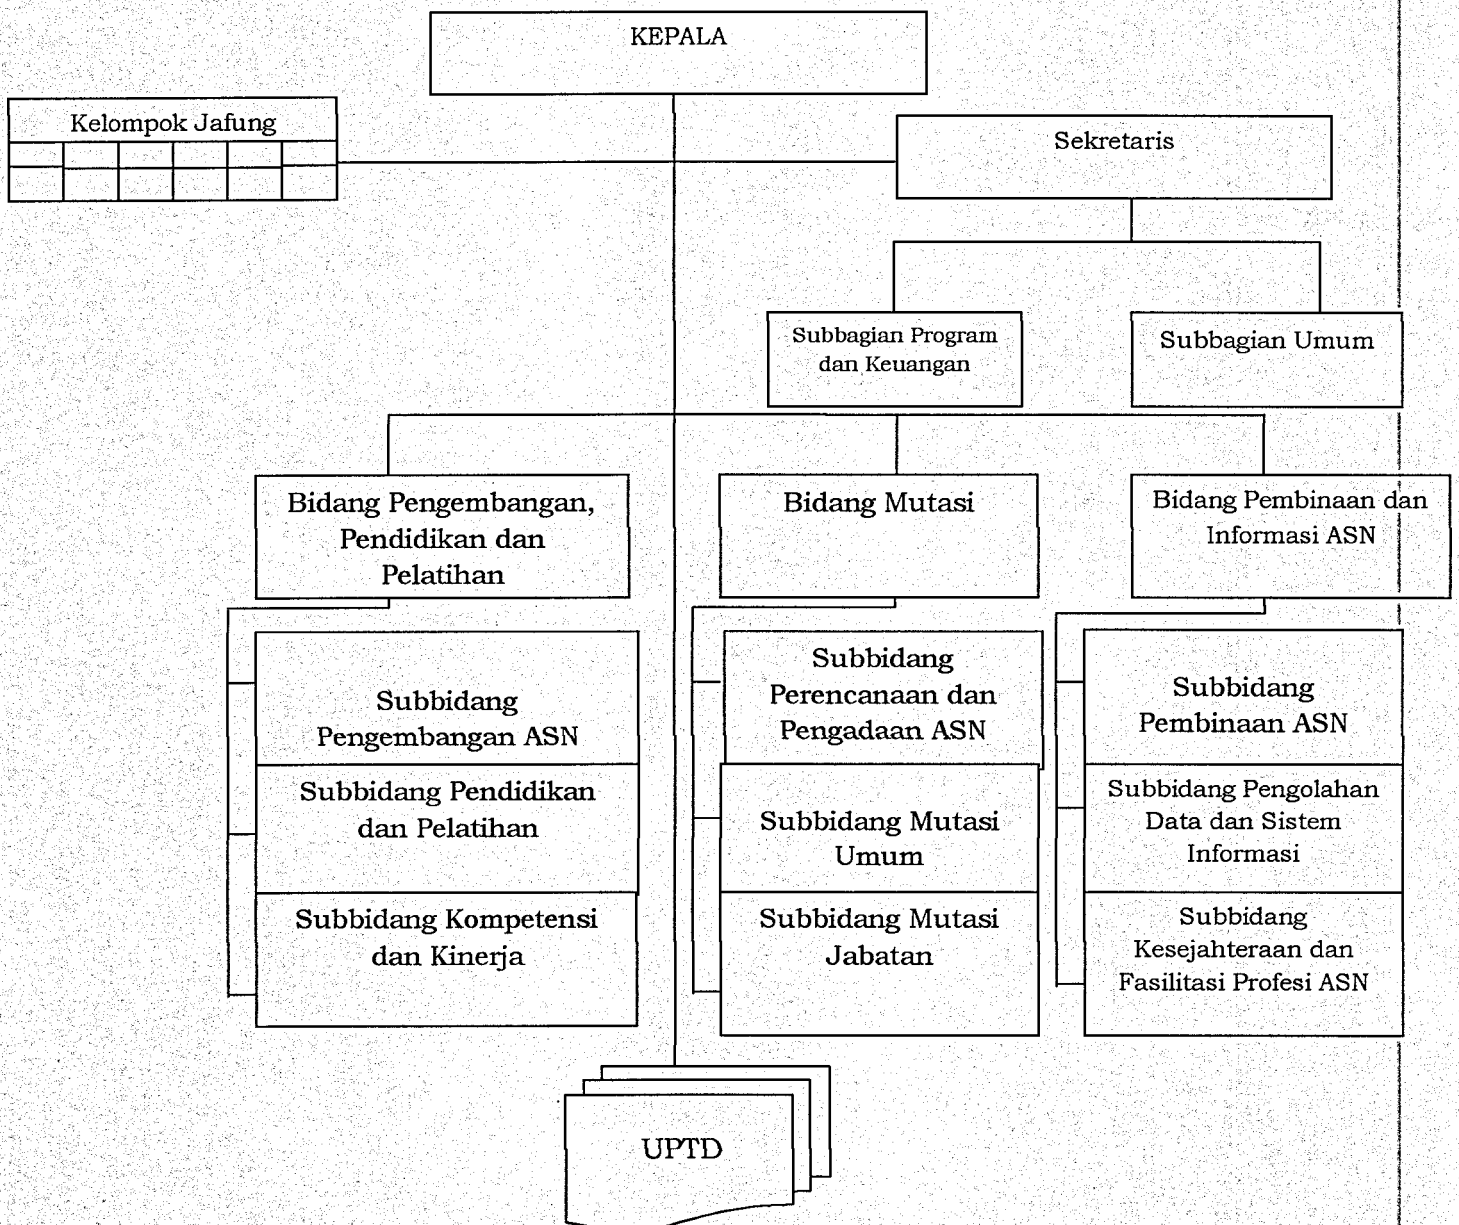 KEPALA
Kelompok Jafung
Sekretaris
Subbagian Program
dan Keuangan
Subbagian Umum
Bidang Pengembangan,
Pendidikan dan
Pelatihan
Bidang Mutasi
Bidang Pembinaan dan
Informasi ASN
Subbidang
Pengembangan ASN
Subbidang Pendidikan
dan Pelatihan
Subbidang Kompetensi
dan Kinerja
Subbidang
Perencanaan dan
Pengadaan ASN
Subbidang Mutasi
Umum
Subbidang Mutasi
Jabatan
Subbidang
Pembinaan ASN
Subbidang Pengolahan
Data dan Sistem
Informasi
Subbidang
Kesejahteraan dan
Fasilitasi Profesi ASN
UPTD